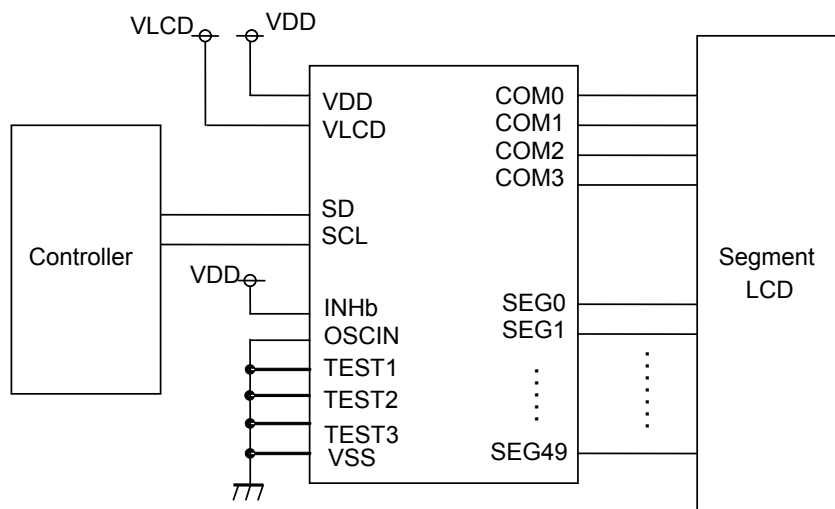 VLCD
VDD
VDD
VLCD
SD
SCL
VDD
INHb
OSCIN
TEST1
TEST2
TEST3
VSS
COM0
COM1
COM2
COM3
SEG0
SEG1
SEG49
Controller
Segment
LCD